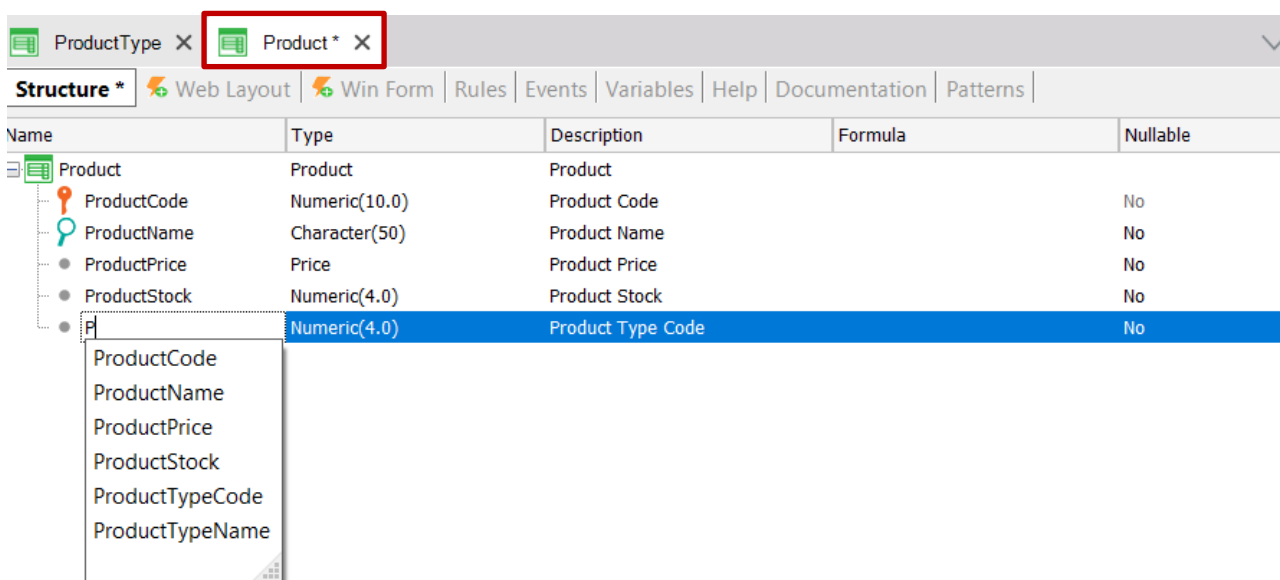 ProductType Product *
Structure * Web Layout Win Form Rules Events Variables Help Documentation Patterns
Name Type Description Formula Nullable
Product Product Product
ProductCode Numeric(10.0) Product Code No
ProductName Character(50) Product Name No
ProductPrice Price Product Price No
ProductStock Numeric(4.0) Product Stock No
P Numeric(4.0) Product Type Code No
ProductCode
ProductName
ProductPrice
ProductStock
ProductTypeCode
ProductTypeName